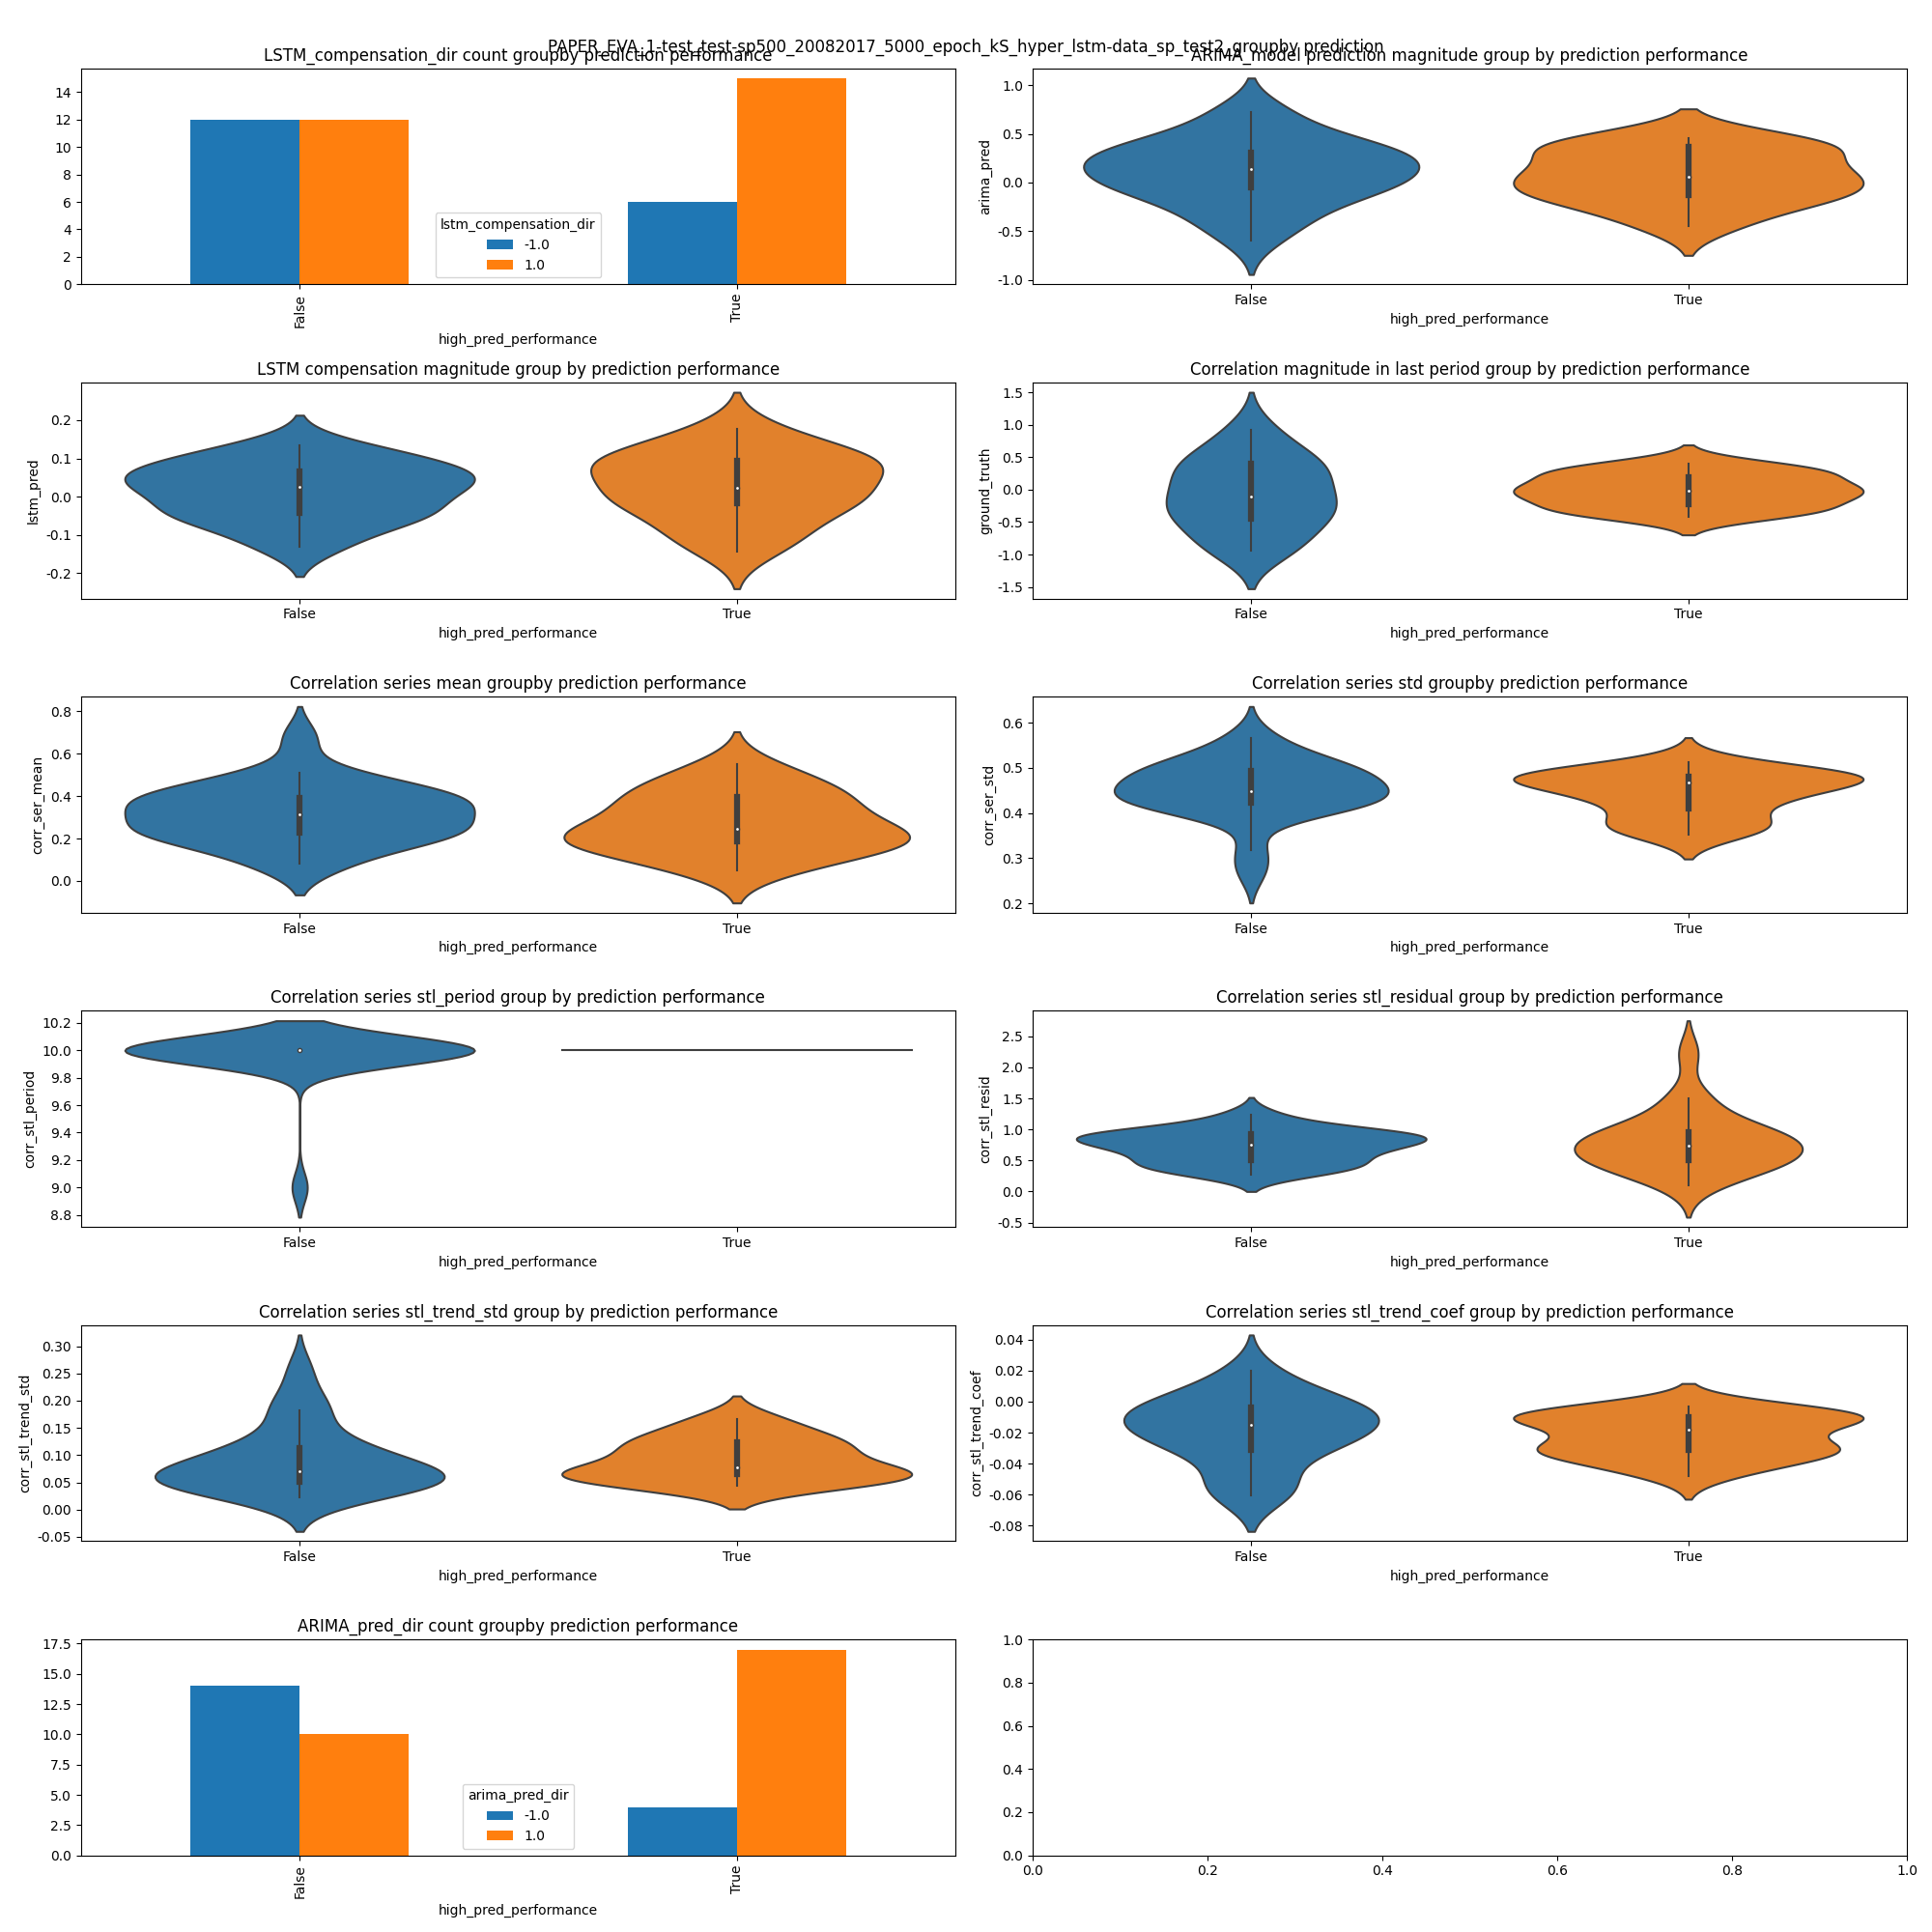 PAPER_EVA_1-test_test-sp500_20082017_5000_epoch_kS_hyper_lstm-data_sp_test2_groupby prediction
LSTM_compensation_dir count groupby prediction performance
14
12
10
8
6
4
2
0
lstm_compensation_dir
-1.0
1.0
False
True
high_pred_performance
ARIMA_model prediction magnitude group by prediction performance
arima_pred
1.0
0.5
0.0
-0.5
-1.0
False
True
high_pred_performance
LSTM compensation magnitude group by prediction performance
lstm_pred
0.2
0.1
0.0
-0.1
-0.2
False
True
high_pred_performance
Correlation magnitude in last period group by prediction performance
ground_truth
1.5
1.0
0.5
0.0
-0.5
-1.0
-1.5
False
True
high_pred_performance
Correlation series mean groupby prediction performance
corr_ser_mean
0.8
0.6
0.4
0.2
0.0
False
True
high_pred_performance
Correlation series std groupby prediction performance
corr_ser_std
0.6
0.5
0.4
0.3
0.2
False
True
high_pred_performance
Correlation series stl_period group by prediction performance
corr_stl_period
10.2
10.0
9.8
9.6
9.4
9.2
9.0
8.8
False
True
high_pred_performance
Correlation series stl_residual group by prediction performance
corr_stl_resid
2.5
2.0
1.5
1.0
0.5
0.0
-0.5
False
True
high_pred_performance
Correlation series stl_trend_std group by prediction performance
corr_stl_trend_std
0.30
0.25
0.20
0.15
0.10
0.05
0.00
-0.05
False
True
high_pred_performance
Correlation series stl_trend_coef group by prediction performance
corr_stl_trend_coef
0.04
0.02
0.00
-0.02
-0.04
-0.06
-0.08
False
True
high_pred_performance
ARIMA_pred_dir count groupby prediction performance
17.5
15.0
12.5
10.0
7.5
5.0
2.5
0.0
arima_pred_dir
-1.0
1.0
False
True
high_pred_performance
1.0
0.8
0.6
0.4
0.2
0.0
0.0
0.2
0.4
0.6
0.8
1.0